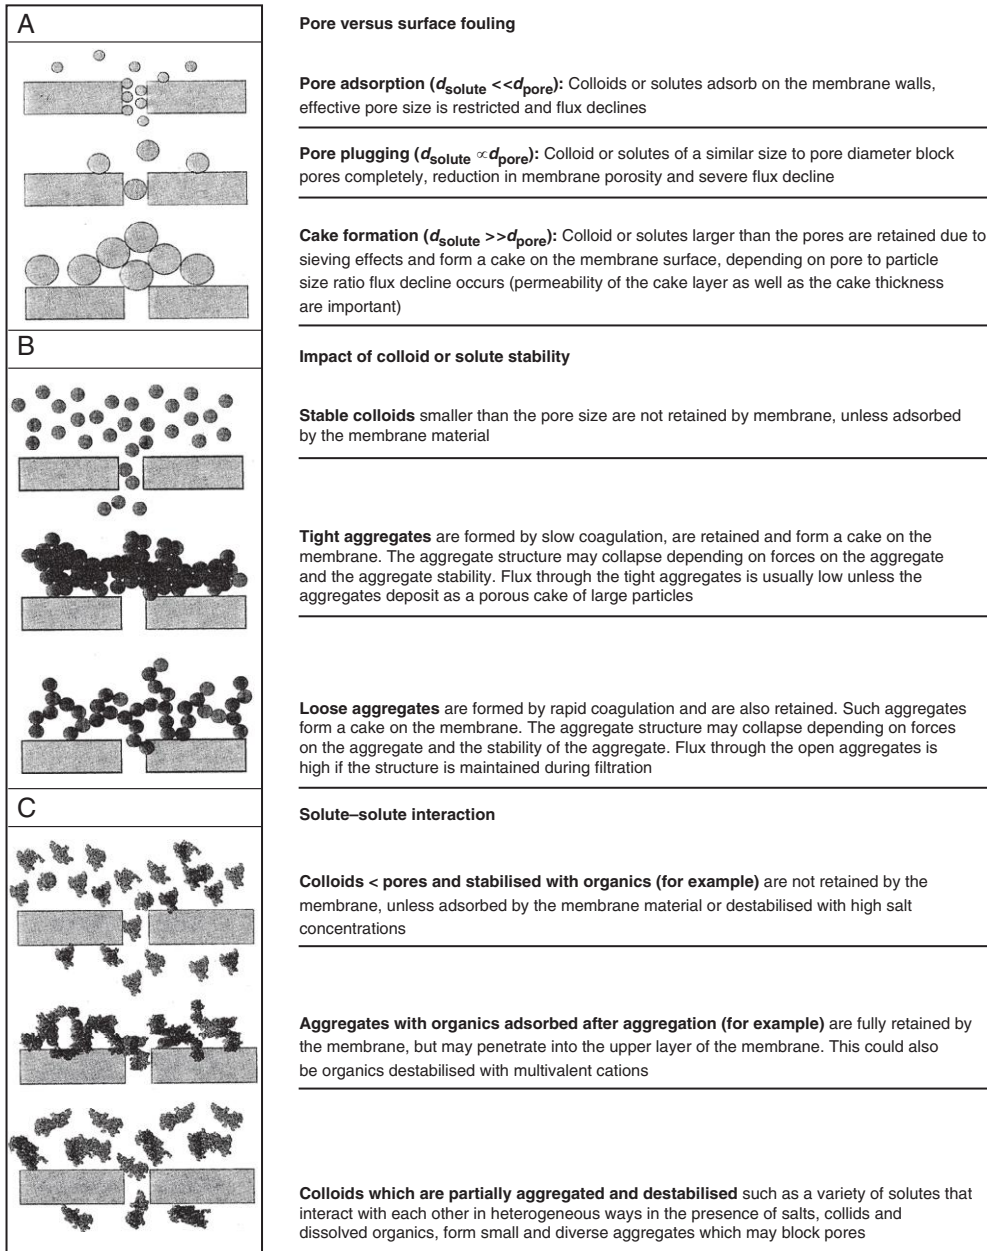 A
Pore versus surface fouling
Pore adsorption (dsolute <<dpore): Colloids or solutes adsorb on the membrane walls,
effective pore size is restricted and flux declines
Pore plugging (dsolute ∝dpore): Colloid or solutes of a similar size to pore diameter block
pores completely, reduction in membrane porosity and severe flux decline
Cake formation (dsolute >>dpore): Colloid or solutes larger than the pores are retained due to
sieving effects and form a cake on the membrane surface, depending on pore to particle
size ratio flux decline occurs (permeability of the cake layer as well as the cake thickness
are important)
B
Impact of colloid or solute stability
Stable colloids smaller than the pore size are not retained by membrane, unless adsorbed
by the membrane material
Tight aggregates are formed by slow coagulation, are retained and form a cake on the
membrane. The aggregate structure may collapse depending on forces on the aggregate
and the aggregate stability. Flux through the tight aggregates is usually low unless the
aggregates deposit as a porous cake of large particles
Loose aggregates are formed by rapid coagulation and are also retained. Such aggregates
form a cake on the membrane. The aggregate structure may collapse depending on forces
on the aggregate and the stability of the aggregate. Flux through the open aggregates is
high if the structure is maintained during filtration
C
Solute–solute interaction
Colloids < pores and stabilised with organics (for example) are not retained by the
membrane, unless adsorbed by the membrane material or destabilised with high salt
concentrations
Aggregates with organics adsorbed after aggregation (for example) are fully retained by
the membrane, but may penetrate into the upper layer of the membrane. This could also
be organics destabilised with multivalent cations
Colloids which are partially aggregated and destabilised such as a variety of solutes that
interact with each other in heterogeneous ways in the presence of salts, collids and
dissolved organics, form small and diverse aggregates which may block pores